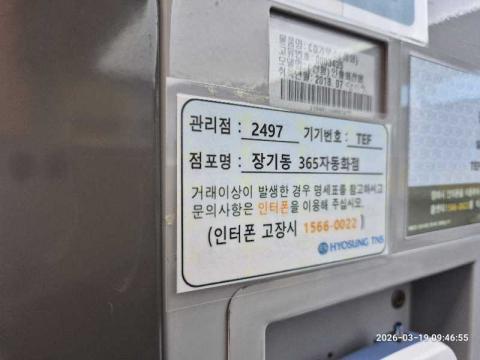 관리점 : 2497 기기번호 : TEF
점포명 : 장기동 365자동화점
거래이상이 발생한 경우 명세표를 참고하시고
문의사항은 인터폰을 이용해 주십시오.
(인터폰 고장시 1566-0022)
HYOSUNG TNS
2026-03-19 09:46:55